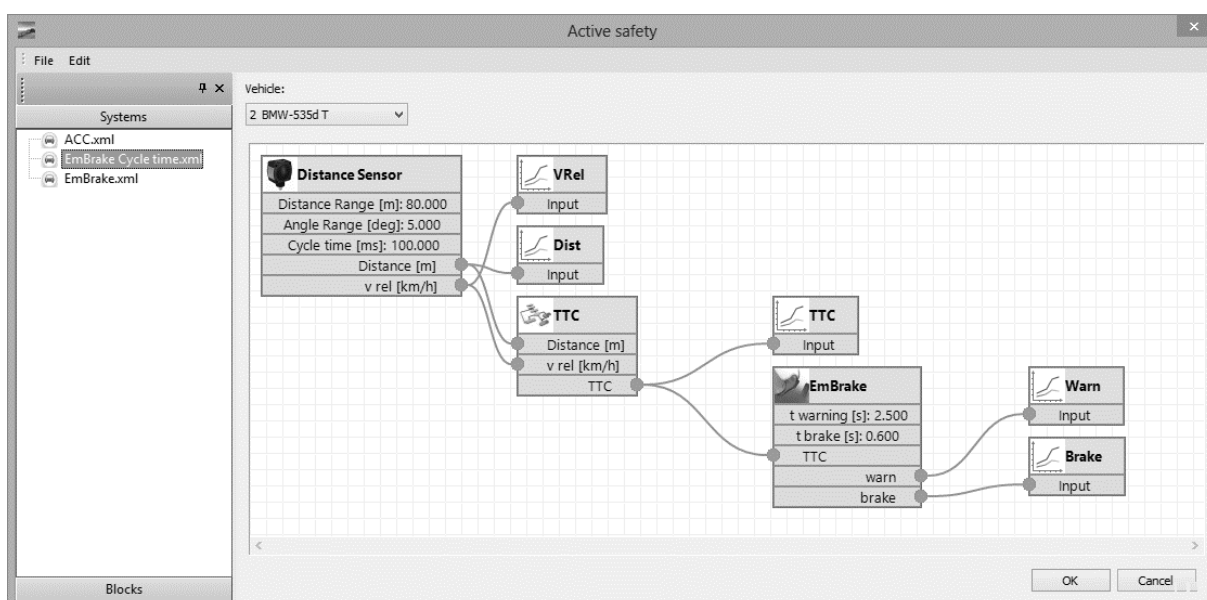 Active safety
File Edit
Vehicle:
Systems
2 BMW-535d T
ACC.xml
EmBrake Cycle time.xml
EmBrake.xml
Distance Sensor
Distance Range [m]: 80.000
Angle Range [deg]: 5.000
Cycle time [ms]: 100.000
Distance [m]
v rel [km/h]
VRel
Input
Dist
Input
TTC
Distance [m]
v rel [km/h]
TTC
TTC
Input
EmBrake
t warning [s]: 2.500
t brake [s]: 0.600
TTC
warn
brake
Warn
Input
Brake
Input
Blocks
OK
Cancel